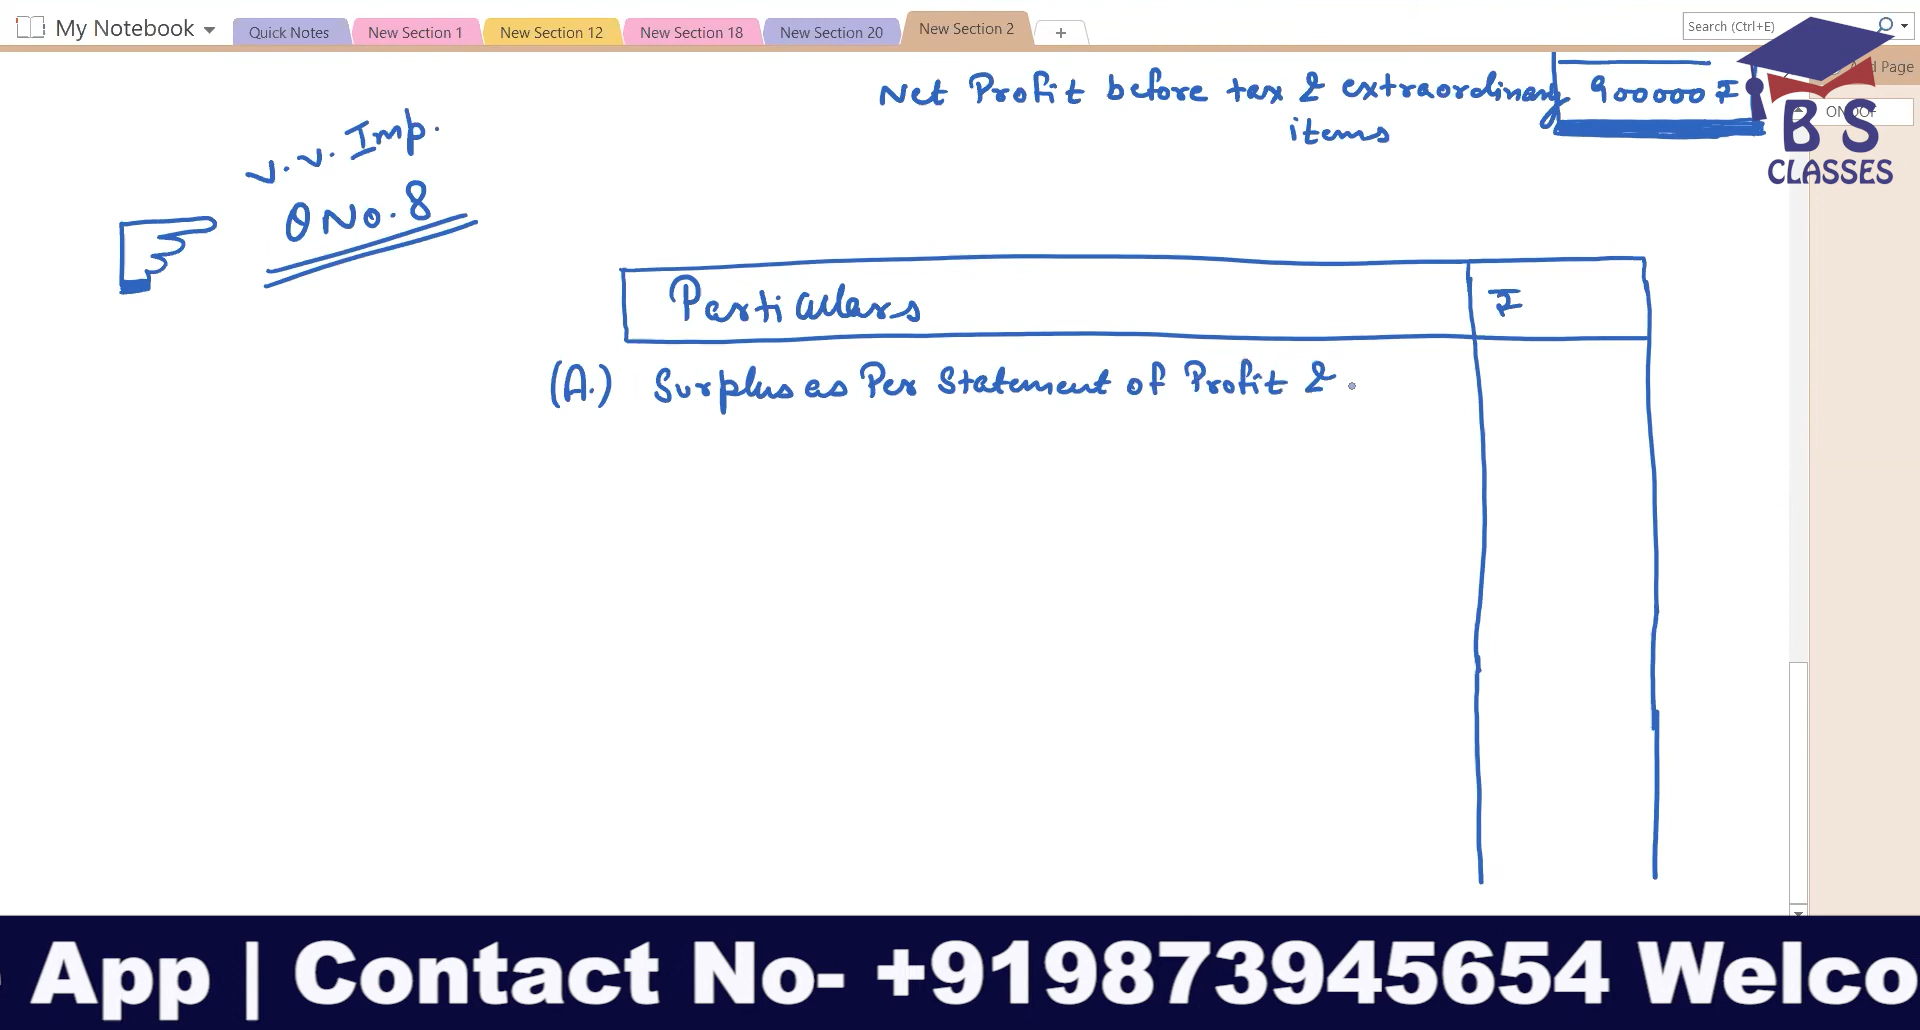 My Notebook
Quick Notes
New Section 1
New Section 12
New Section 18
New Section 20
New Section 2
+
Search (Ctrl+E)
Page
Net Profit before tax & extraordinary 900000 ₹
items
B S
CLASSES
V.V. Imp.
Q No. 8
Particulars ₹
(A.) Surplus as Per Statement of Profit &
App | Contact No- +919873945654 Welco